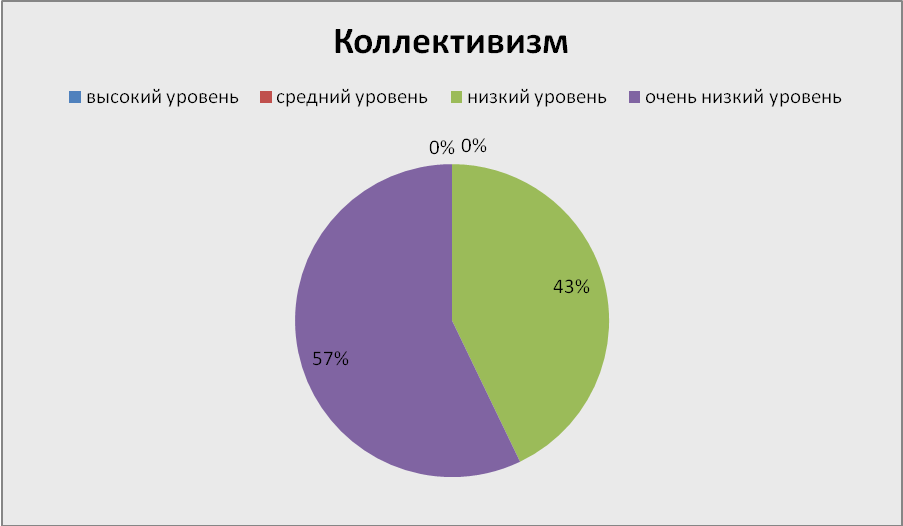 Коллективизм
высокий уровень средний уровень низкий уровень очень низкий уровень
0% 0%
43%
57%